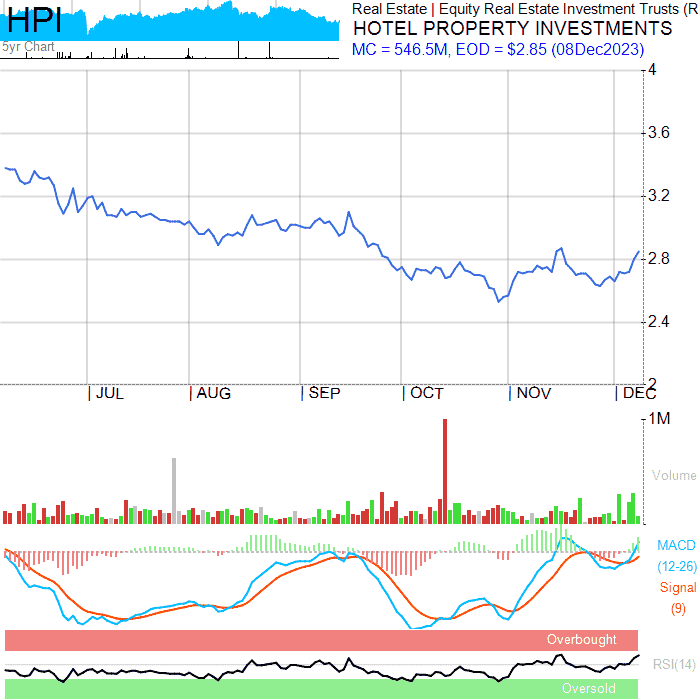 HPI
5yr Chart
Real Estate | Equity Real Estate Investment Trusts (R
HOTEL PROPERTY INVESTMENTS
MC = 546.5M, EOD = $2.85 (08Dec2023)
4
3.6
3.2
2.8
2.4
2
| JUL | AUG | SEP | OCT | NOV | DEC
1M
Volume
MACD
(12-26)
Signal
(9)
Overbought
RSI(14)
Oversold